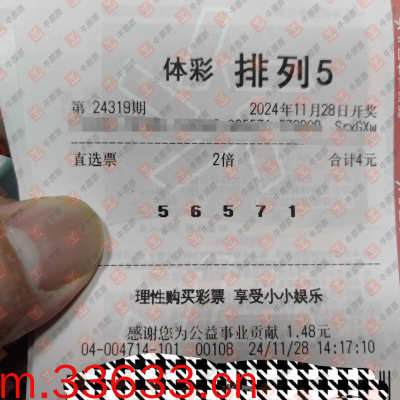 体彩 排列5
第 24319期 2024年11月28日开奖
SrxGXw
直选票 2倍 合计4元
5 6 5 7 1
理性购买彩票 享受小小娱乐
感谢您为公益事业贡献 1.48元
04-004714-101 00108 24/11/28 14:17:10
m.33633.cn
川